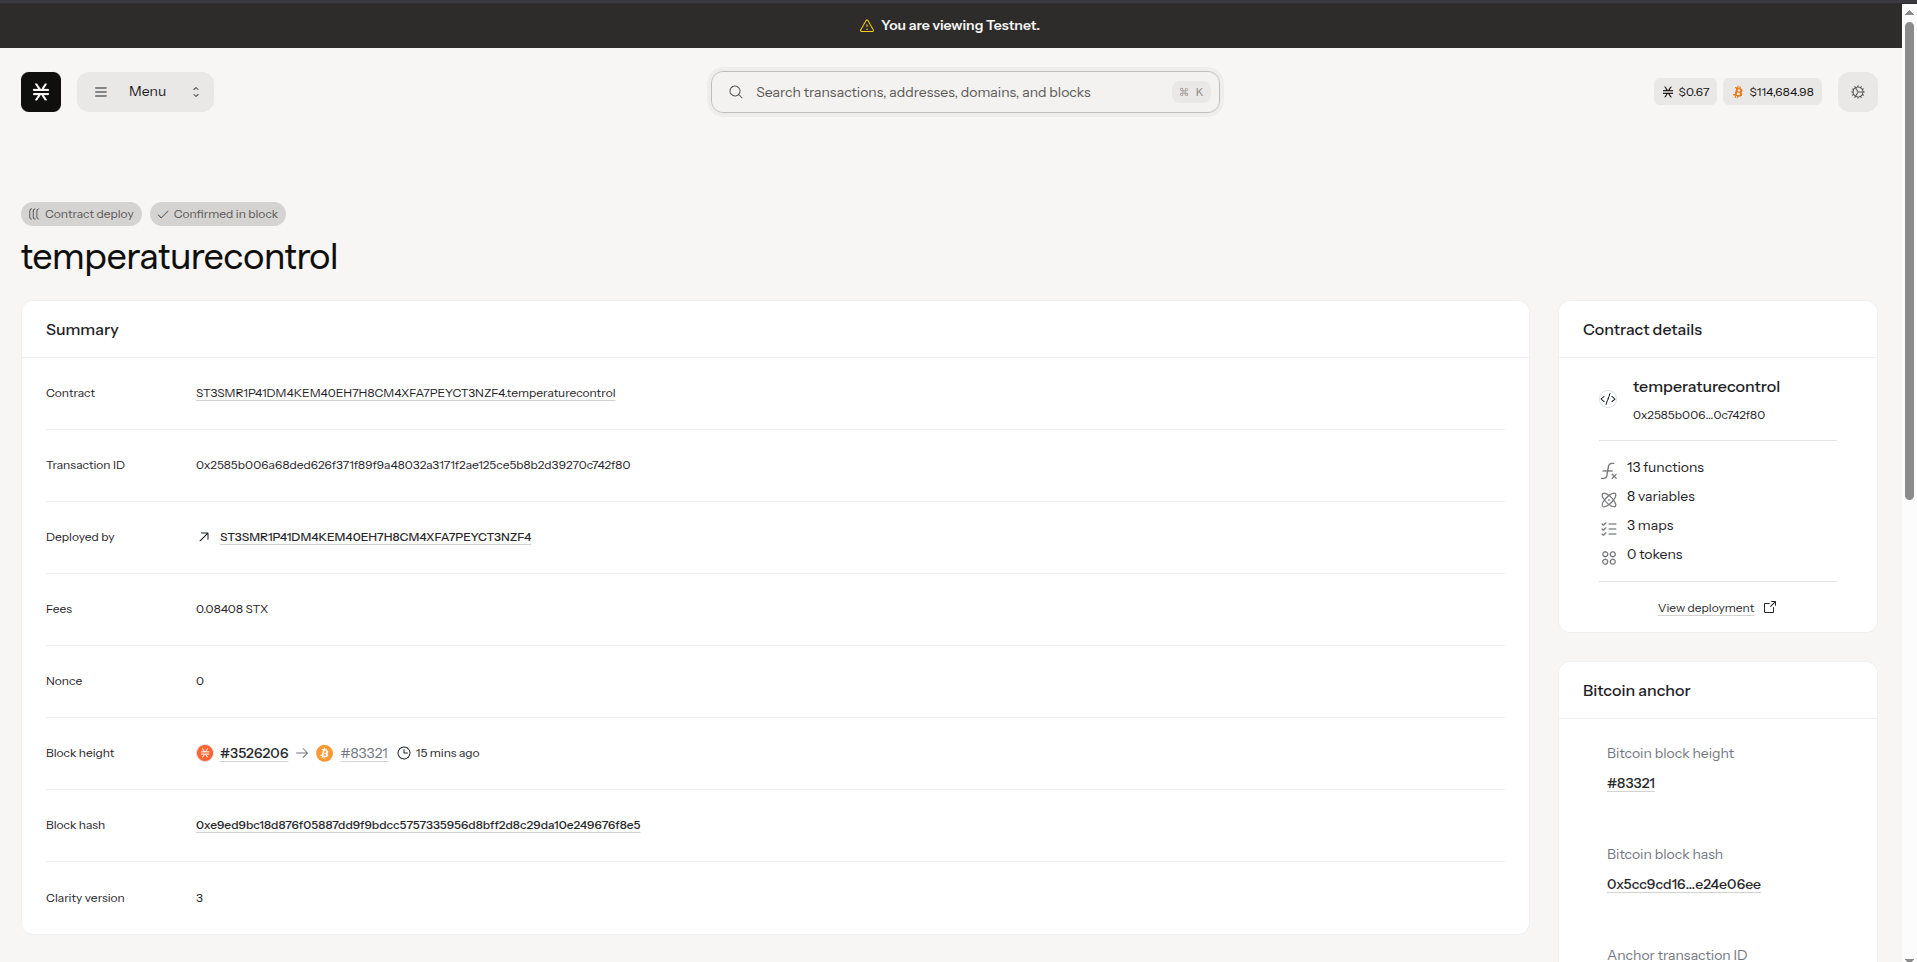 You are viewing Testnet.
Menu
Search transactions, addresses, domains, and blocks
⌘ K
$0.67
$114,684.98
Contract deploy
Confirmed in block
temperaturecontrol
Summary
Contract
ST3SMR1P41DM4KEM40EH7H8CM4XFA7PEYCT3NZF4.temperaturecontrol
Transaction ID
0x2585b006a68ded626f371f89f9a48032a3171f2ae125ce5b8b2d39270c742f80
Deployed by
ST3SMR1P41DM4KEM40EH7H8CM4XFA7PEYCT3NZF4
Fees
0.08408 STX
Nonce
0
Block height
#3526206 → #83321 15 mins ago
Block hash
0xe9ed9bc18d876f05887dd9f9bdcc5757335956d8bff2d8c29da10e249676f8e5
Clarity version
3
Contract details
temperaturecontrol
0x2585b006...0c742f80
13 functions
8 variables
3 maps
0 tokens
View deployment
Bitcoin anchor
Bitcoin block height
#83321
Bitcoin block hash
0x5cc9cd16...e24e06ee
Anchor transaction ID